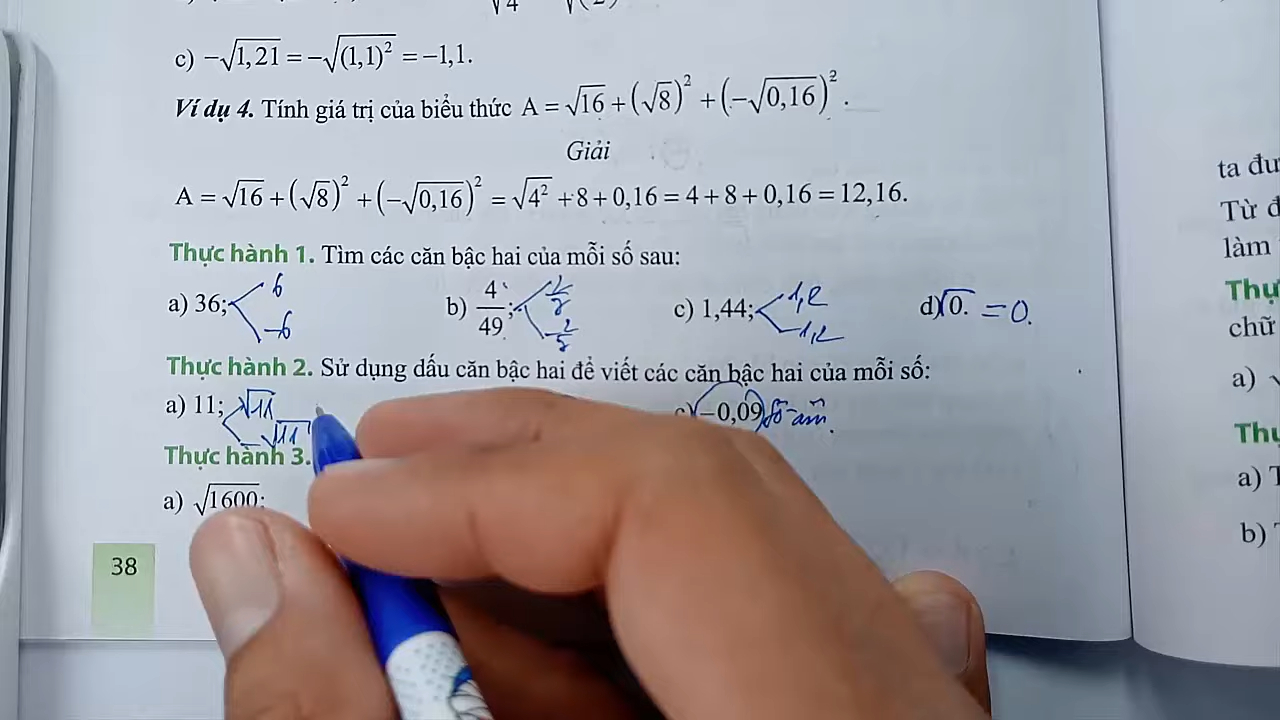 c) −√1,21 = −√(1,1)² = −1,1.
Ví dụ 4. Tính giá trị của biểu thức A = √16 + (√8)² + (−√0,16)².
Giải
A = √16 + (√8)² + (−√0,16)² = √4² + 8 + 0,16 = 4 + 8 + 0,16 = 12,16.
Thực hành 1. Tìm các căn bậc hai của mỗi số sau:
a) 36; 6 −6 b) 4/49; c) 1,44; 1,2 −1,2 d) √0. = 0.
Thực hành 2. Sử dụng dấu căn bậc hai để viết các căn bậc hai của mỗi số:
a) 11; √11 −√11 c) −0,09 số âm.
Thực hành 3.
a) √1600;
38
ta đư
Từ đ
làm
Thự
chữ
a)
Thự
a) T
b)